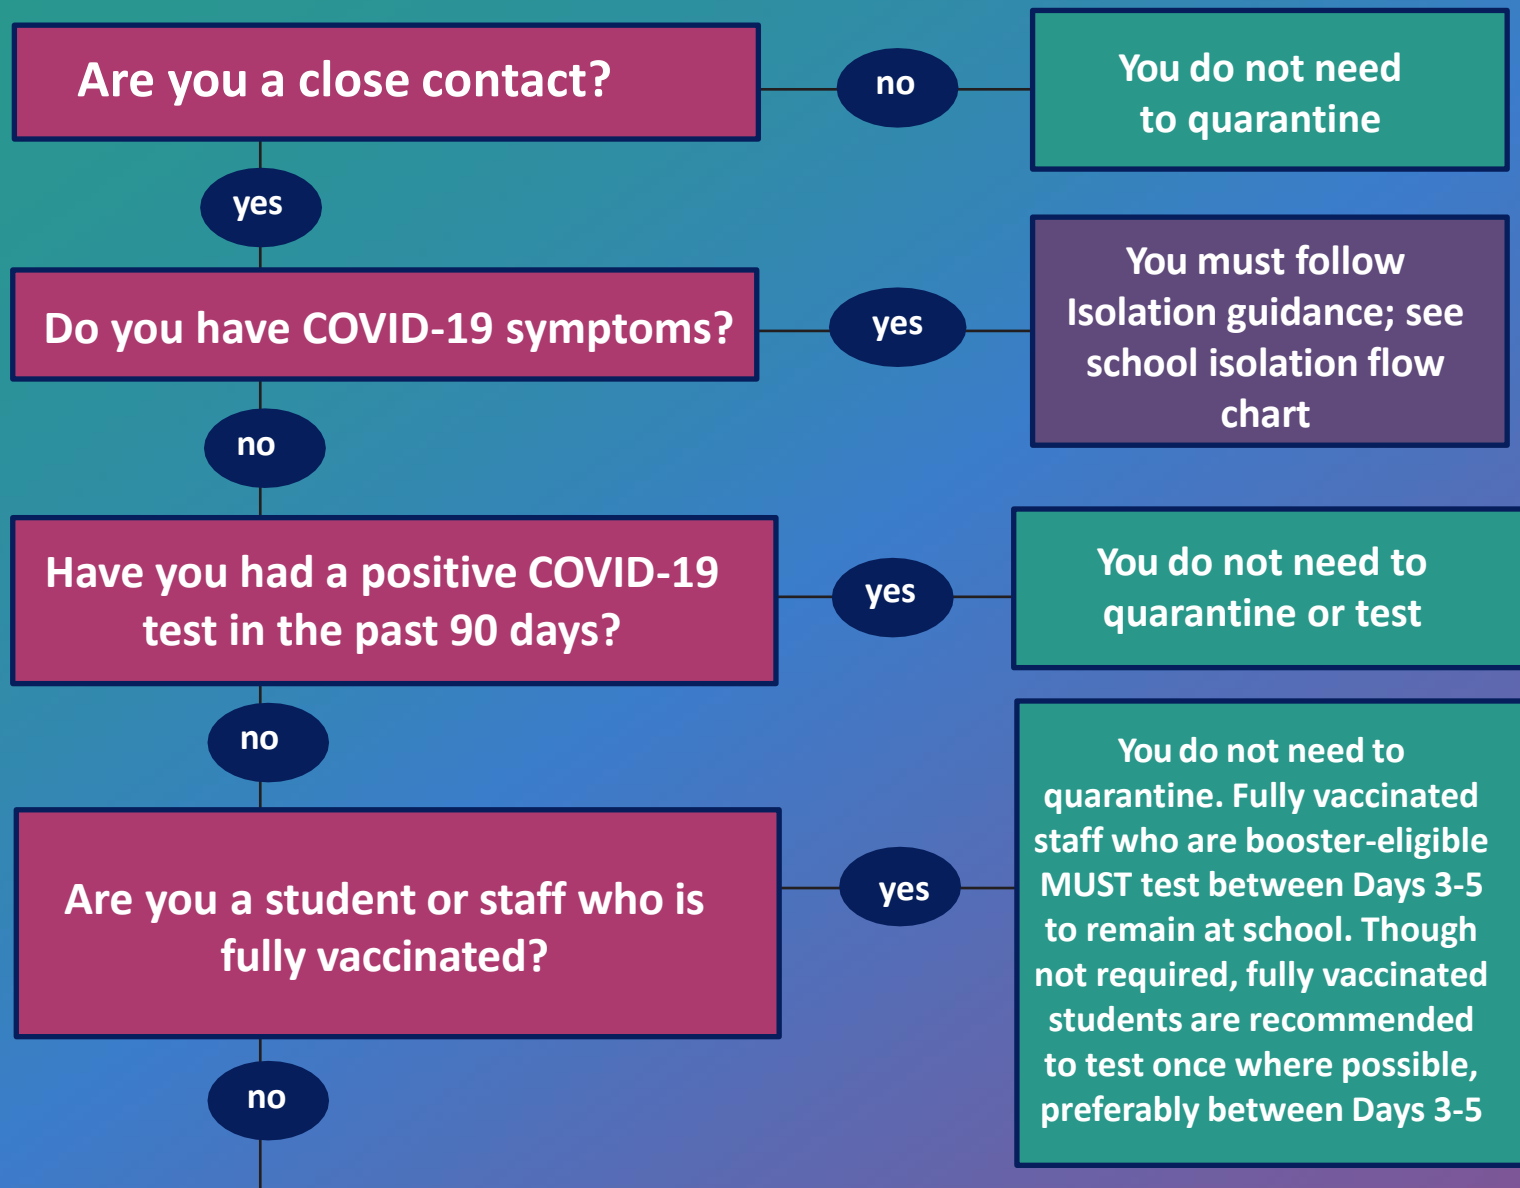 Are you a close contact?
no
You do not need
to quarantine
yes
Do you have COVID-19 symptoms?
yes
You must follow
Isolation guidance; see
school isolation flow
chart
no
Have you had a positive COVID-19
test in the past 90 days?
yes
You do not need to
quarantine or test
no
Are you a student or staff who is
fully vaccinated?
yes
You do not need to
quarantine. Fully vaccinated
staff who are booster-eligible
MUST test between Days 3-5
to remain at school. Though
not required, fully vaccinated
students are recommended
to test once where possible,
preferably between Days 3-5
no